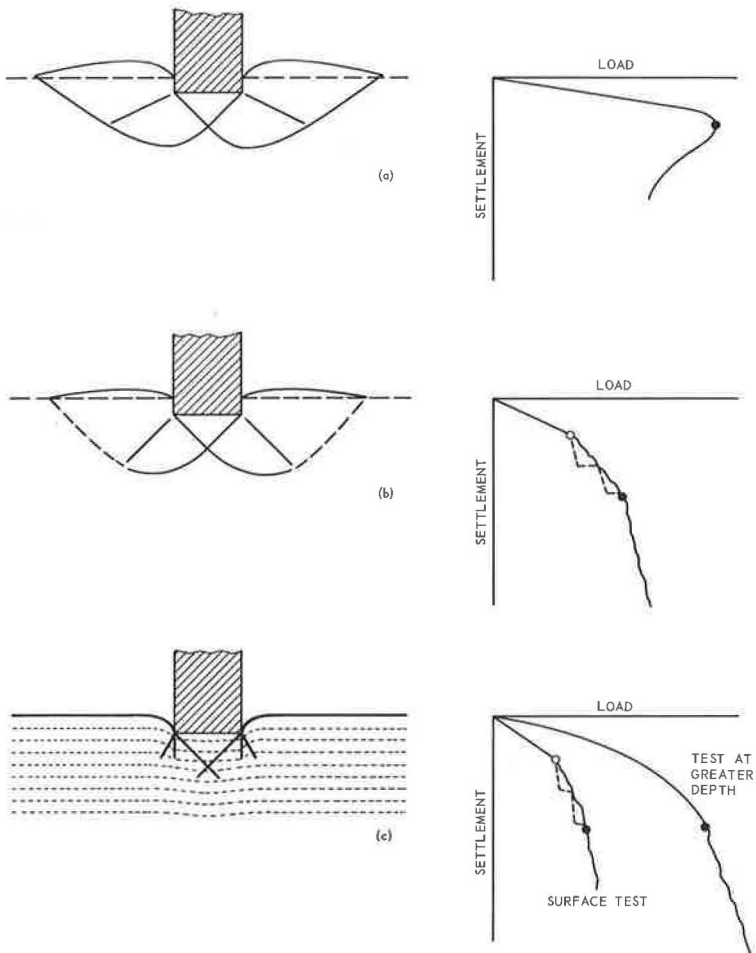 LOAD
SETTLEMENT
(a)
LOAD
SETTLEMENT
(b)
LOAD
SETTLEMENT
TEST AT
GREATER
DEPTH
SURFACE TEST
(c)